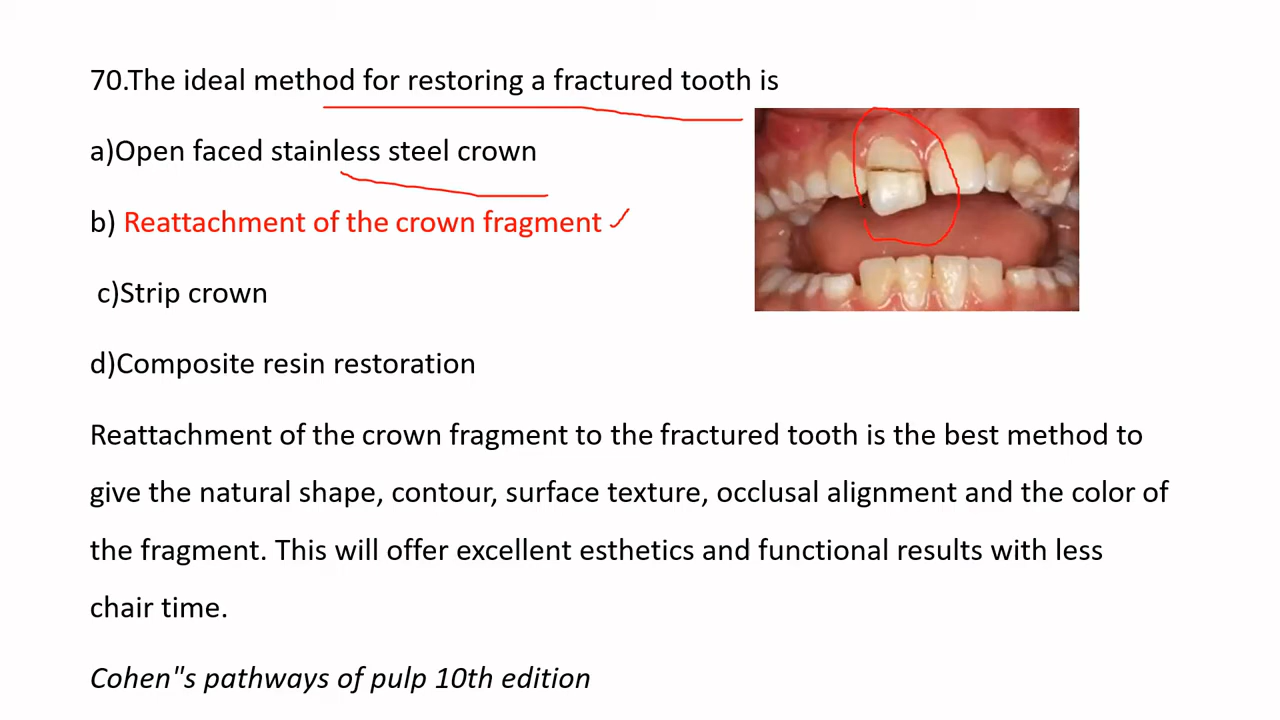 70.The ideal method for restoring a fractured tooth is
a)Open faced stainless steel crown
b) Reattachment of the crown fragment
c)Strip crown
d)Composite resin restoration
Reattachment of the crown fragment to the fractured tooth is the best method to
give the natural shape, contour, surface texture, occlusal alignment and the color of
the fragment. This will offer excellent esthetics and functional results with less
chair time.
Cohen"s pathways of pulp 10th edition